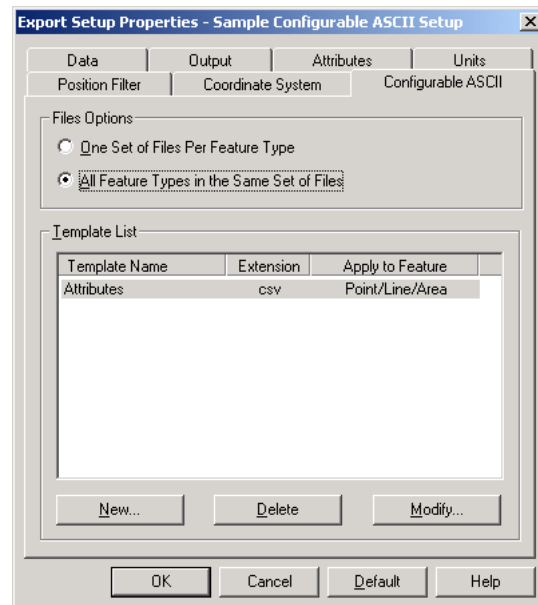 Export Setup Properties - Sample Configurable ASCII Setup
Data Output Attributes Units
Position Filter Coordinate System Configurable ASCII
Files Options
One Set of Files Per Feature Type
All Feature Types in the Same Set of Files
Template List
Template Name Extension Apply to Feature
Attributes csv Point/Line/Area
New... Delete Modify...
OK Cancel Default Help